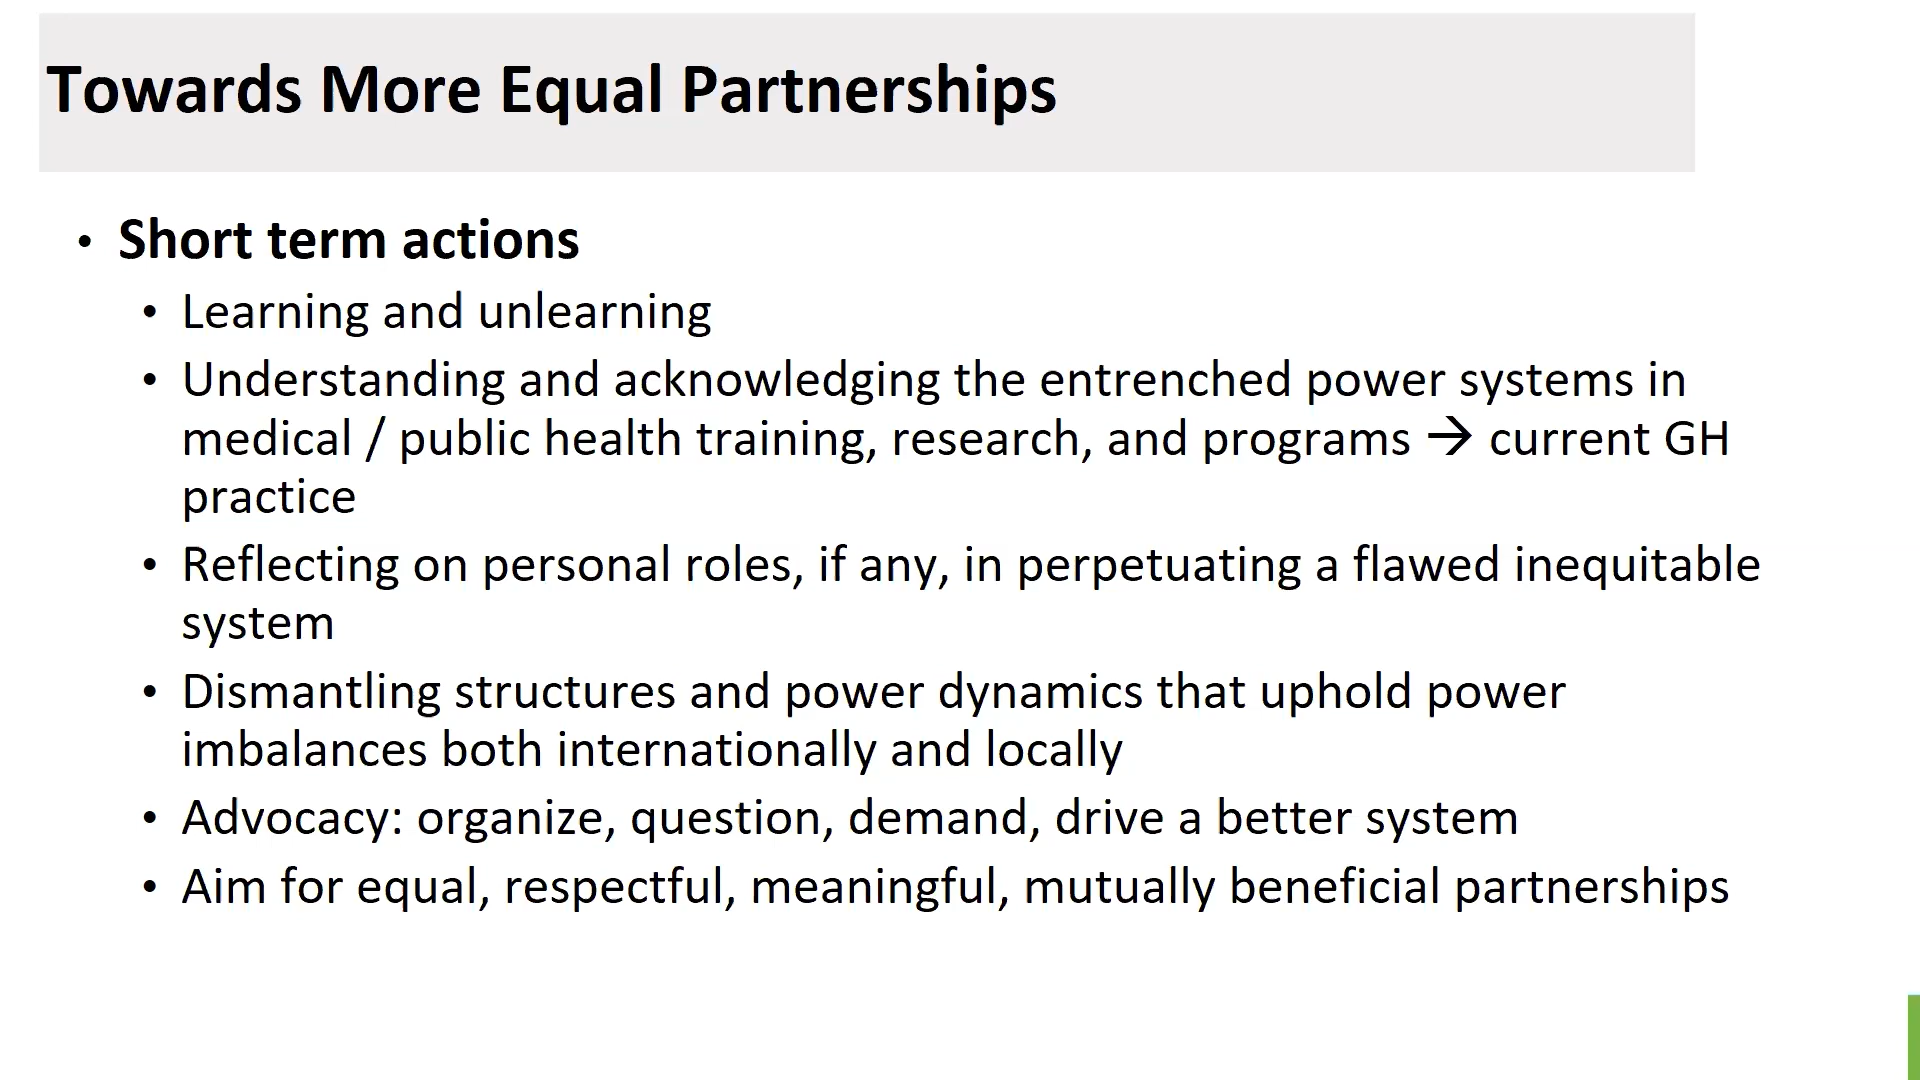 Towards More Equal Partnerships
• Short term actions
• Learning and unlearning
• Understanding and acknowledging the entrenched power systems in
medical / public health training, research, and programs → current GH
practice
• Reflecting on personal roles, if any, in perpetuating a flawed inequitable
system
• Dismantling structures and power dynamics that uphold power
imbalances both internationally and locally
• Advocacy: organize, question, demand, drive a better system
• Aim for equal, respectful, meaningful, mutually beneficial partnerships